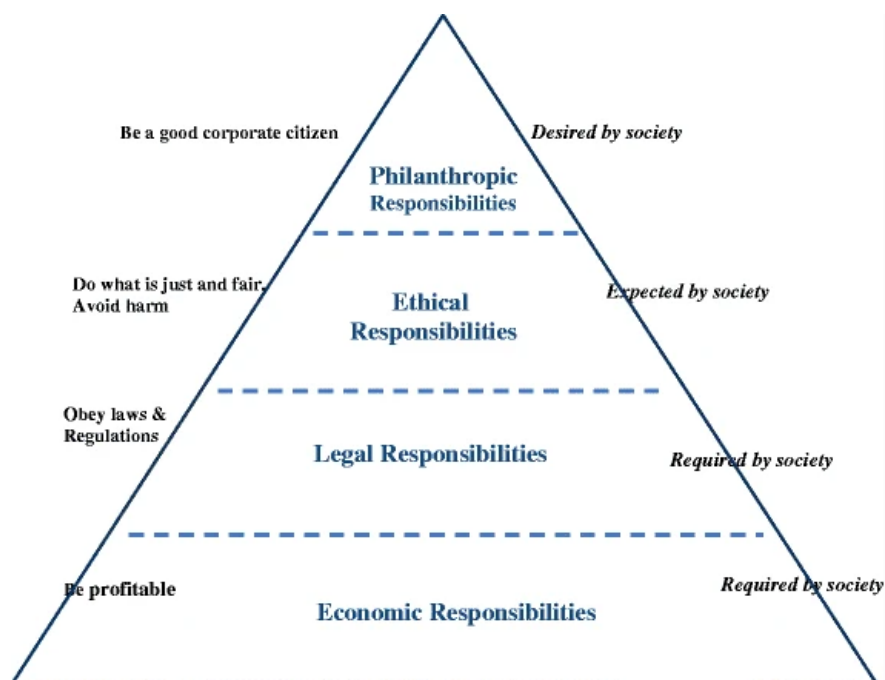 Be a good corporate citizen
Desired by society
Philanthropic
Responsibilities
Do what is just and fair,
Avoid harm
Expected by society
Ethical
Responsibilities
Obey laws &
Regulations
Legal Responsibilities
Required by society
Be profitable
Required by society
Economic Responsibilities